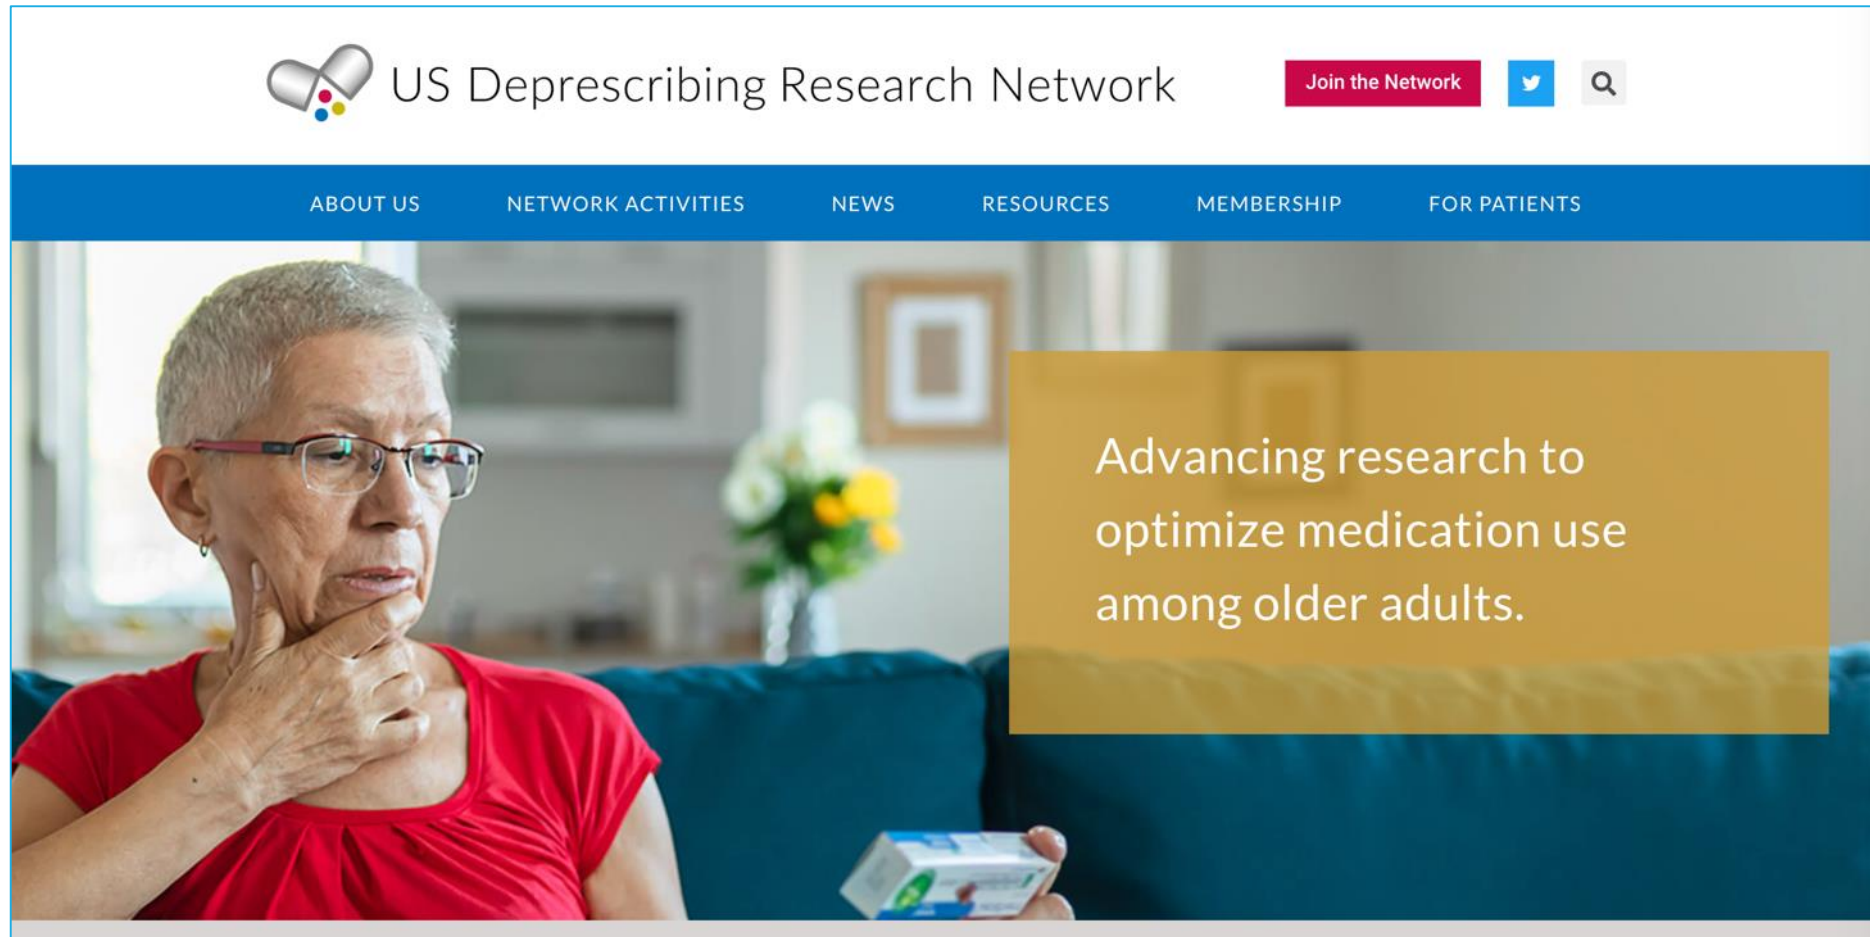 US Deprescribing Research Network
Join the Network
ABOUT US
NETWORK ACTIVITIES
NEWS
RESOURCES
MEMBERSHIP
FOR PATIENTS
Advancing research to
optimize medication use
among older adults.